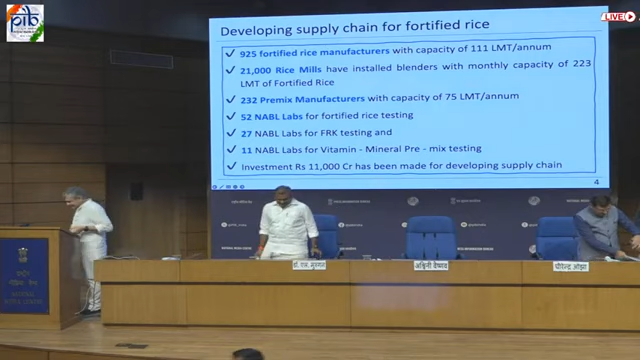 pib
LIVE
Developing supply chain for fortified rice
✓ 925 fortified rice manufacturers with capacity of 111 LMT/annum
✓ 21,000 Rice Mills have installed blenders with monthly capacity of 223
LMT of Fortified Rice
✓ 232 Premix Manufacturers with capacity of 75 LMT/annum
✓ 52 NABL Labs for fortified rice testing
✓ 27 NABL Labs for FRK testing and
✓ 11 NABL Labs for Vitamin - Mineral Pre - mix testing
✓ Investment Rs 11,000 Cr has been made for developing supply chain
4
डॉ. एल. मुरुगन
अश्विनी वैष्णव
धीरेन्द्र ओझा